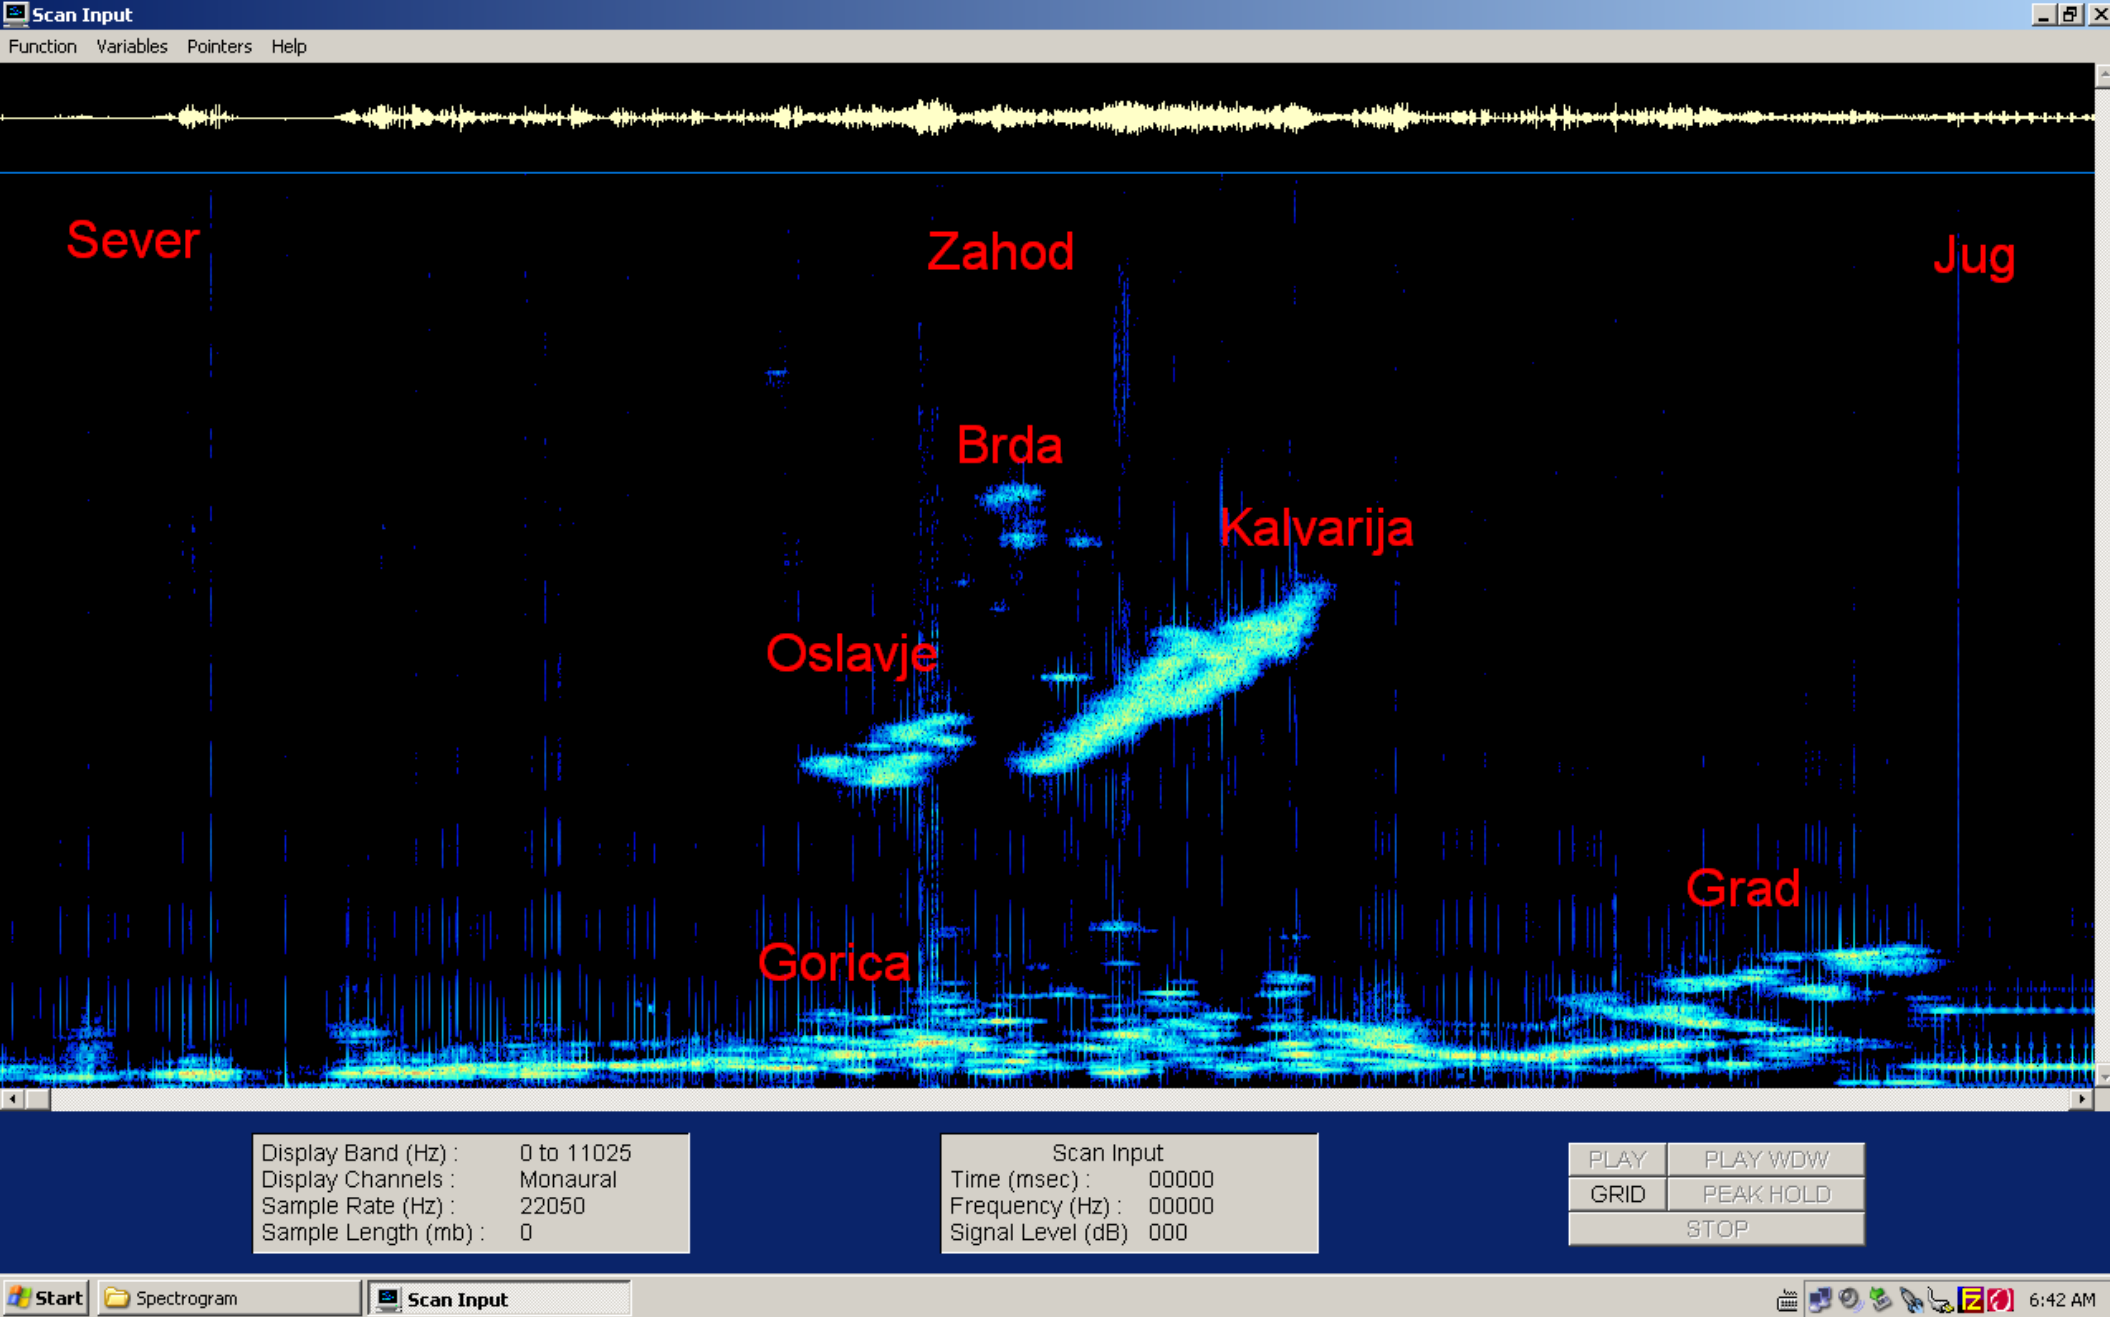 Scan Input
Function Variables Pointers Help
Sever
Zahod
Jug
Brda
Kalvarija
Oslavje
Grad
Gorica
Display Band (Hz) : 0 to 11025
Display Channels : Monaural
Sample Rate (Hz) : 22050
Sample Length (mb) : 0
Scan Input
Time (msec) : 00000
Frequency (Hz) : 00000
Signal Level (dB) 000
PLAY PLAY WDW
GRID PEAK HOLD
STOP
Start Spectrogram Scan Input 6:42 AM